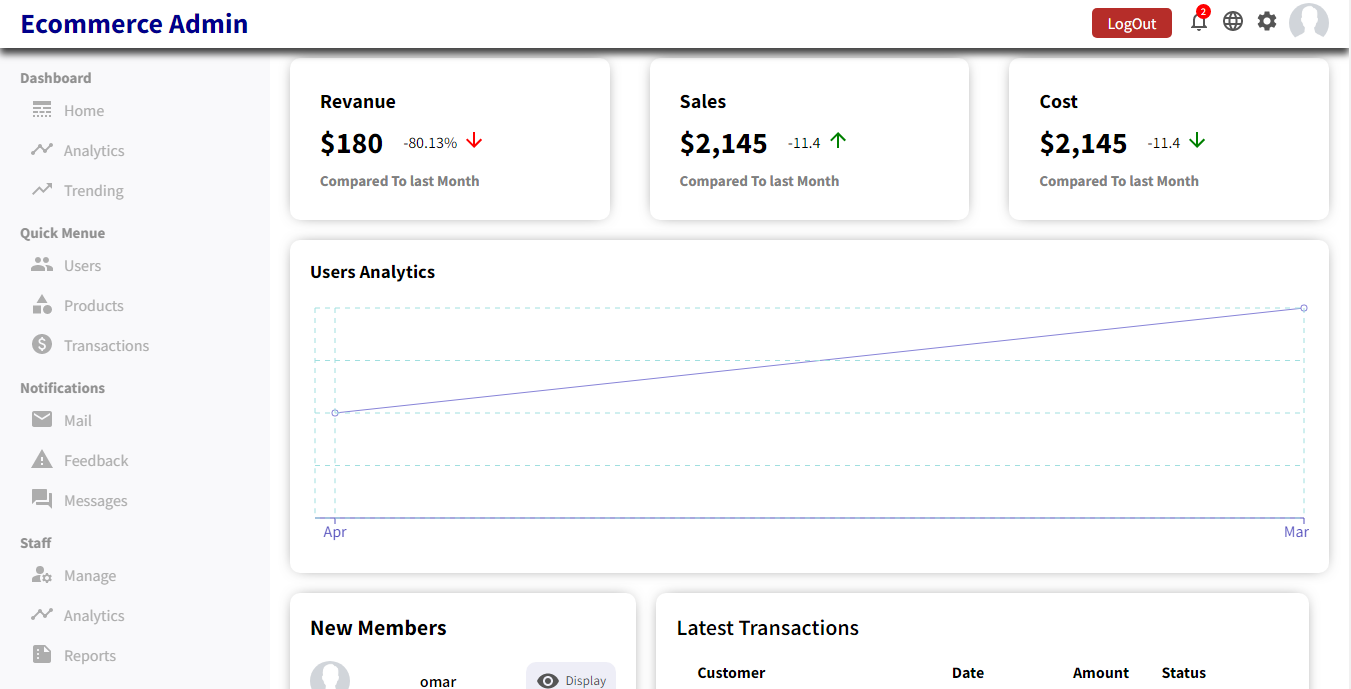 Ecommerce Admin
LogOut
2
Dashboard
Home
Analytics
Trending
Quick Menue
Users
Products
Transactions
Notifications
Mail
Feedback
Messages
Staff
Manage
Analytics
Reports
Revanue
$180 -80.13%
Compared To last Month
Sales
$2,145 -11.4
Compared To last Month
Cost
$2,145 -11.4
Compared To last Month
Users Analytics
Apr Mar
New Members
omar Display
Latest Transactions
Customer Date Amount Status